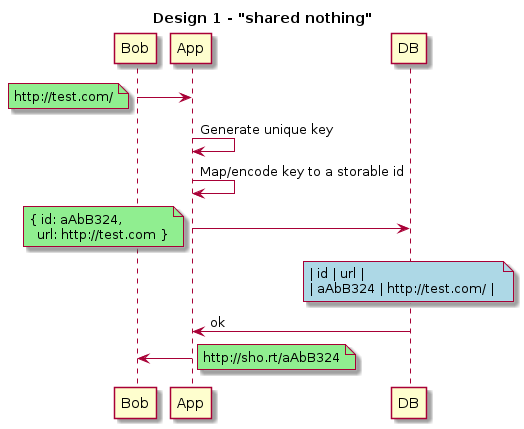 Design 1 - "shared nothing"
Bob
App
DB
http://test.com/
Generate unique key
Map/encode key to a storable id
{ id: aAbB324,
url: http://test.com }
| id | url |
| aAbB324 | http://test.com/ |
ok
http://sho.rt/aAbB324
Bob
App
DB